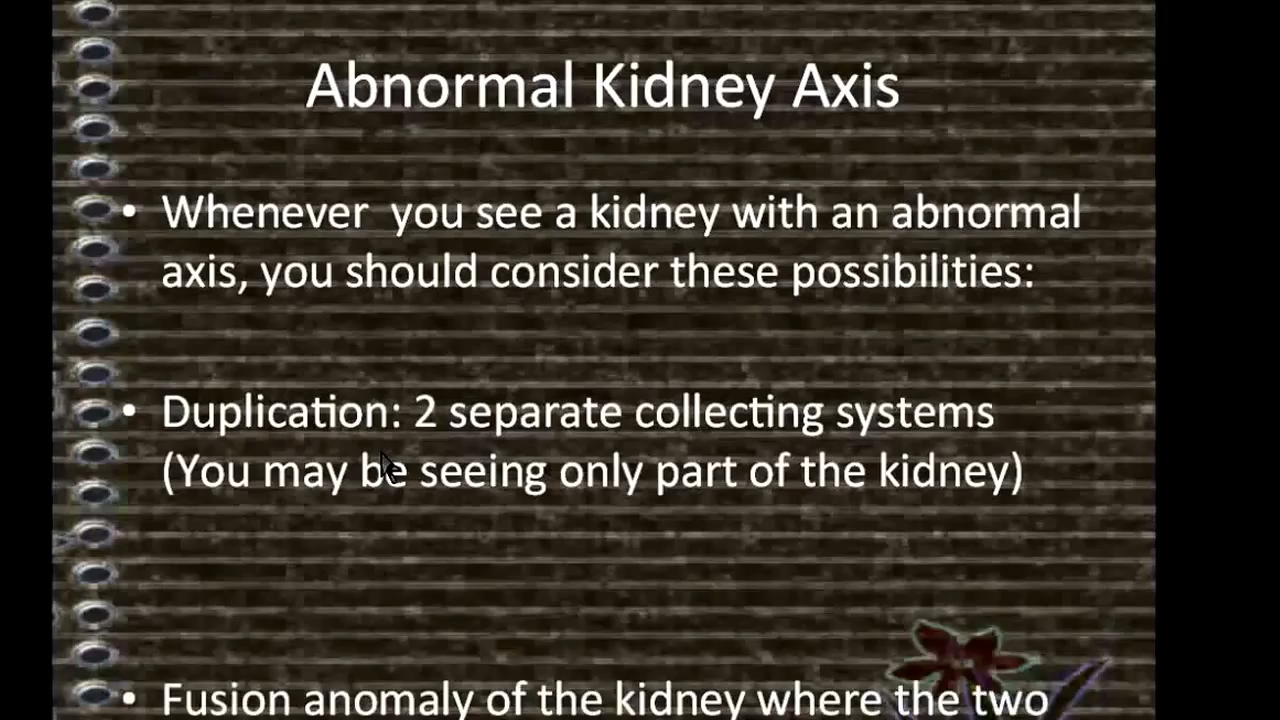 Abnormal Kidney Axis
• Whenever you see a kidney with an abnormal
axis, you should consider these possibilities:
• Duplication: 2 separate collecting systems
(You may be seeing only part of the kidney)
• Fusion anomaly of the kidney where the two